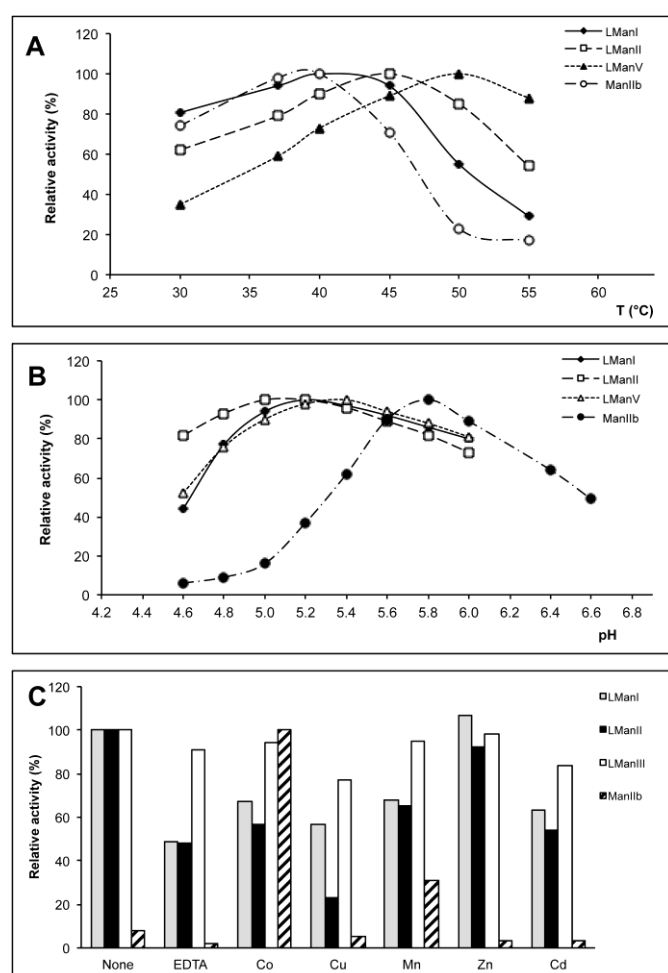 A
LManI
LManII
LManV
ManIIb
Relative activity (%)
120
100
80
60
40
20
0
25 30 35 40 45 50 55 60
T (°C)
B
LManI
LManII
LManV
ManIIb
Relative activity (%)
120
100
80
60
40
20
0
4.2 4.4 4.6 4.8 5.0 5.2 5.4 5.6 5.8 6.0 6.2 6.4 6.6 6.8
pH
C
LManI
LManII
LManIII
ManIIb
Relative activity (%)
120
100
80
60
40
20
0
None EDTA Co Cu Mn Zn Cd